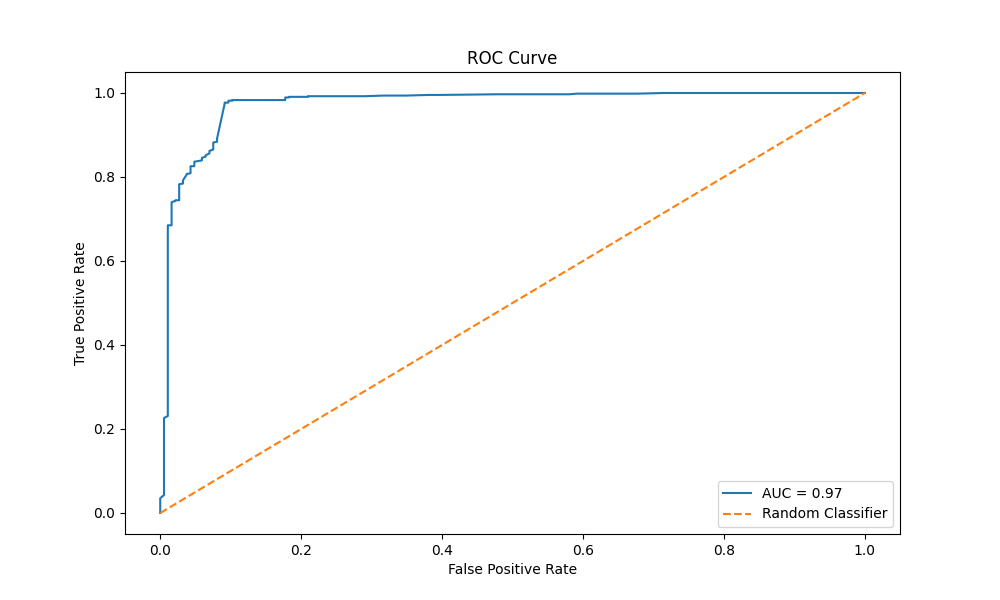 ROC Curve
True Positive Rate
1.0
0.8
0.6
0.4
0.2
0.0
0.0 0.2 0.4 0.6 0.8 1.0
False Positive Rate
AUC = 0.97
Random Classifier